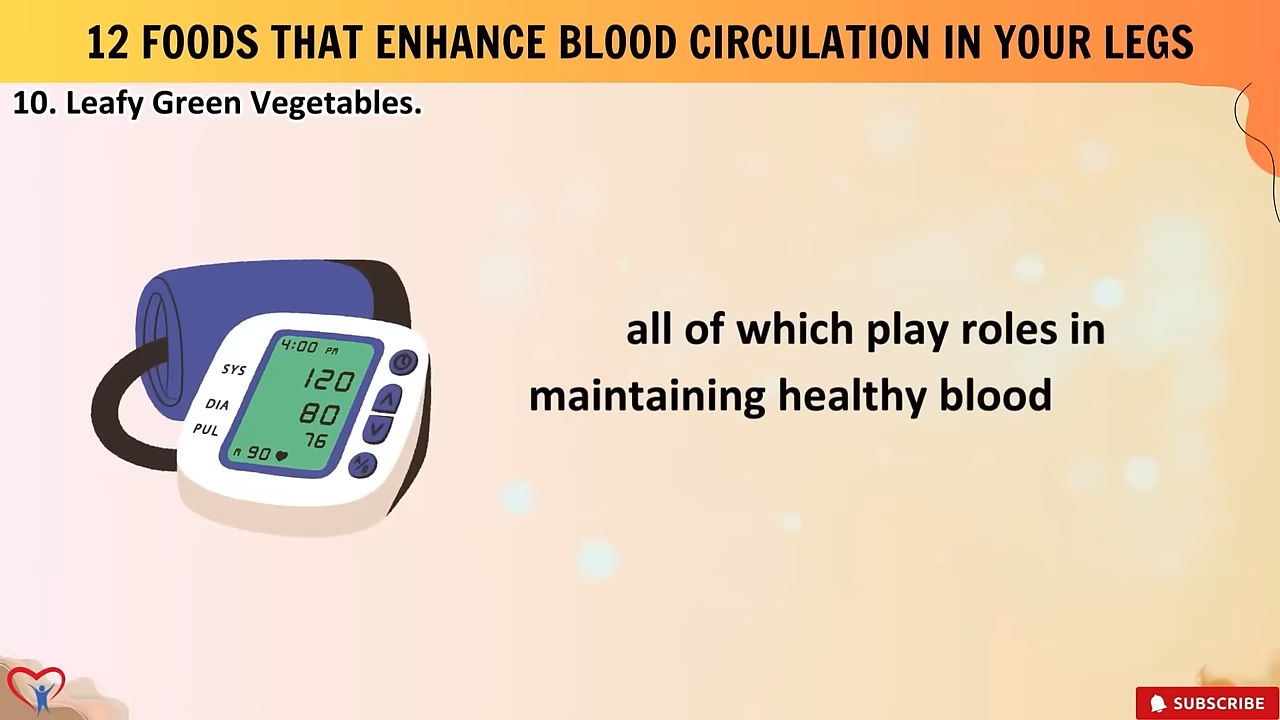 12 FOODS THAT ENHANCE BLOOD CIRCULATION IN YOUR LEGS
10. Leafy Green Vegetables.
all of which play roles in
maintaining healthy blood
4:00 PM
SYS 120
DIA 80
PUL 76
M 90
A/B
SUBSCRIBE